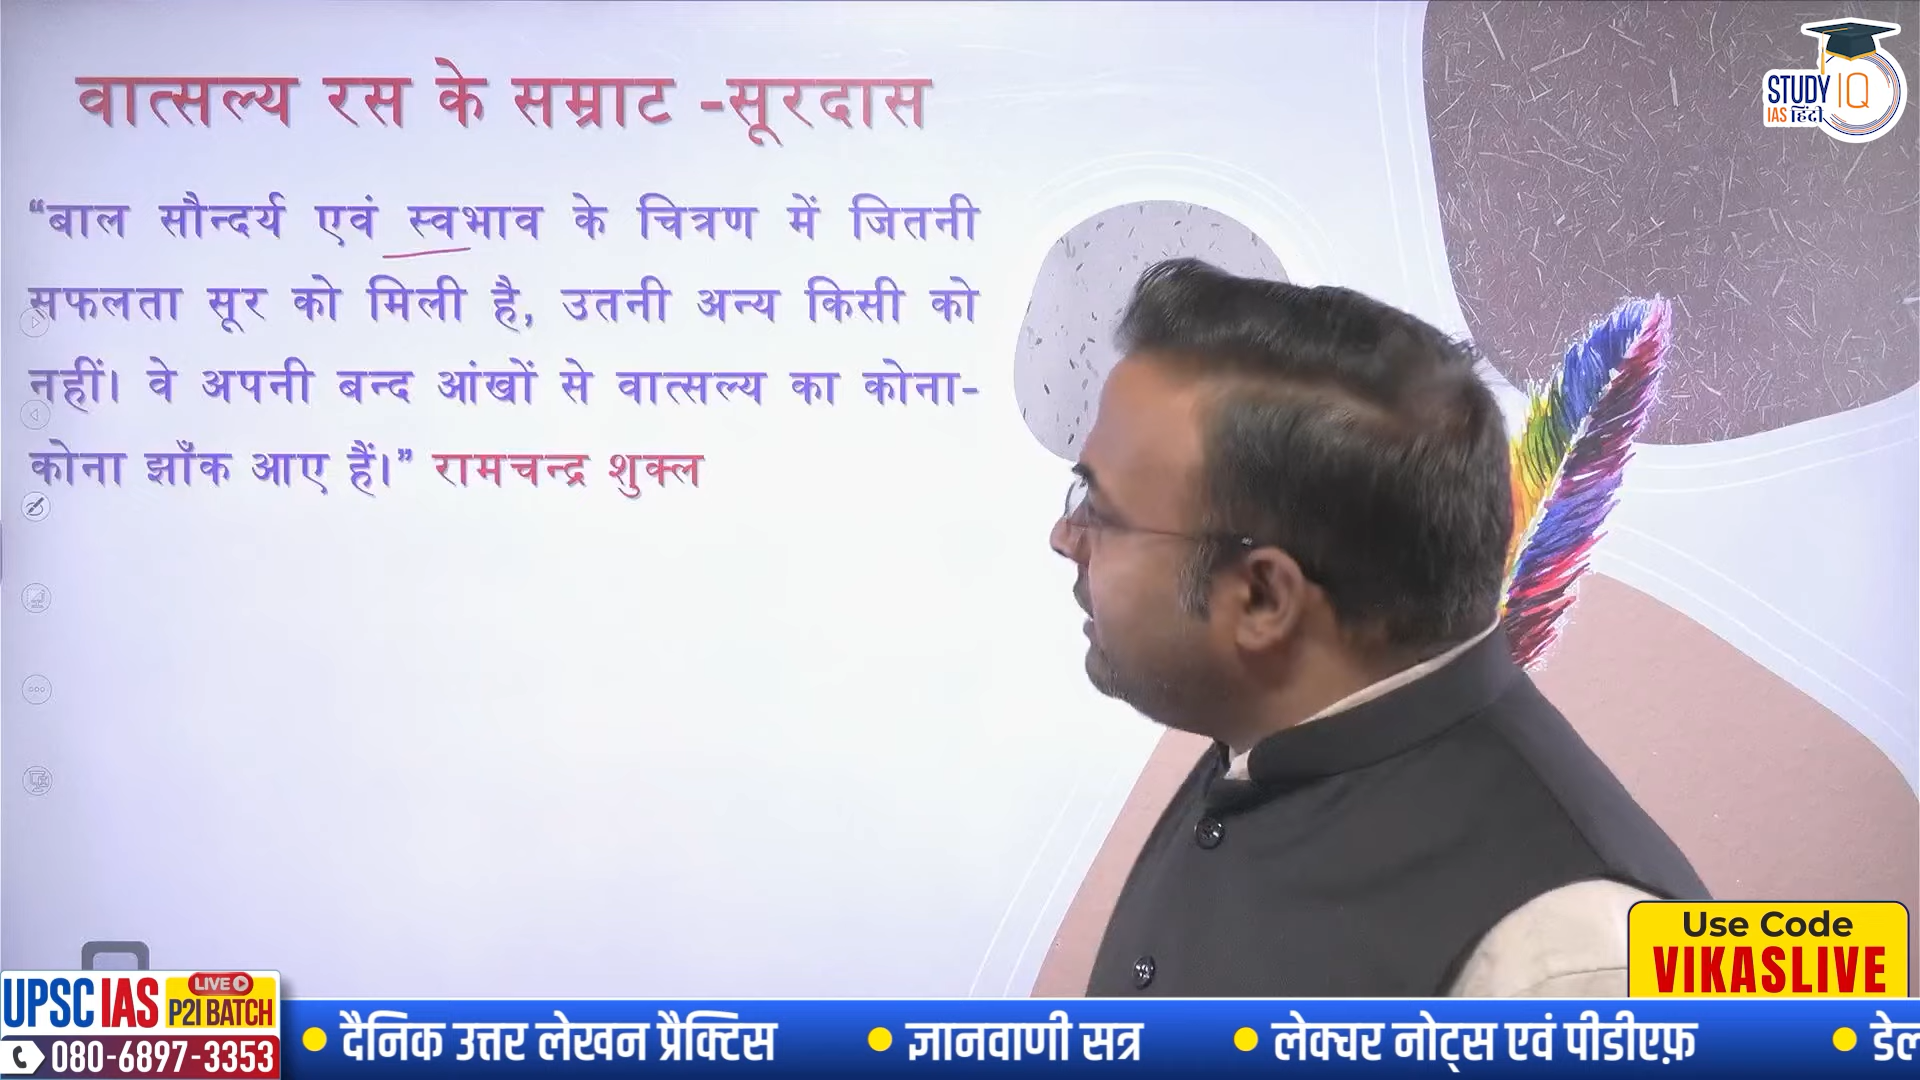 वात्सल्य रस के सम्राट -सूरदास
“बाल सौन्दर्य एवं स्वभाव के चित्रण में जितनी
सफलता सूर को मिली है, उतनी अन्य किसी को
नहीं। वे अपनी बन्द आंखों से वात्सल्य का कोना-
कोना झाँक आए हैं।” रामचन्द्र शुक्ल
STUDY IQ
IAS हिंदी
Use Code
VIKASLIVE
UPSC IAS
LIVE
P2I BATCH
080-6897-3353
दैनिक उत्तर लेखन प्रैक्टिस
ज्ञानवाणी सत्र
लेक्चर नोट्स एवं पीडीएफ़